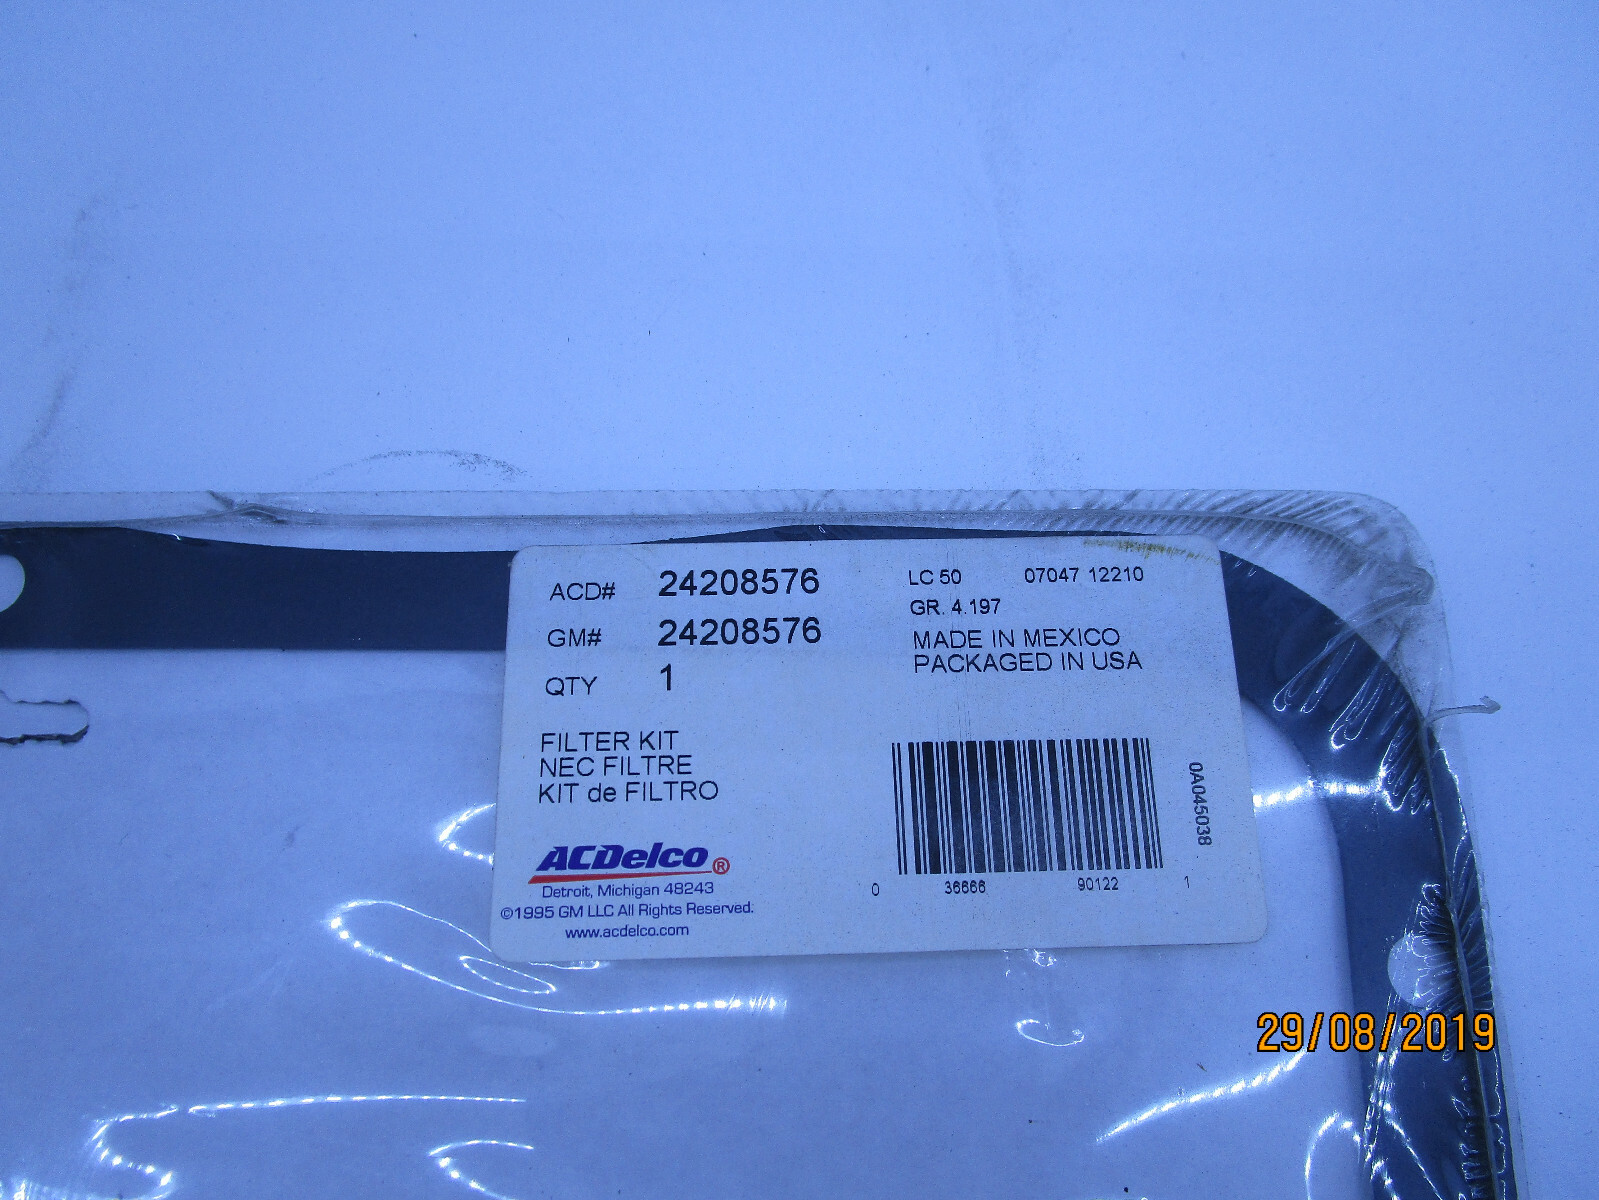 ACD# 24208576
GM# 24208576
QTY 1
LC 50 07047 12210
GR. 4.197
MADE IN MEXICO
PACKAGED IN USA
FILTER KIT
NEC FILTRE
KIT de FILTRO
ACDelco®
Detroit, Michigan 48243
©1995 GM LLC All Rights Reserved.
www.acdelco.com
0 36666 90122 1
0A045038
29/08/2019